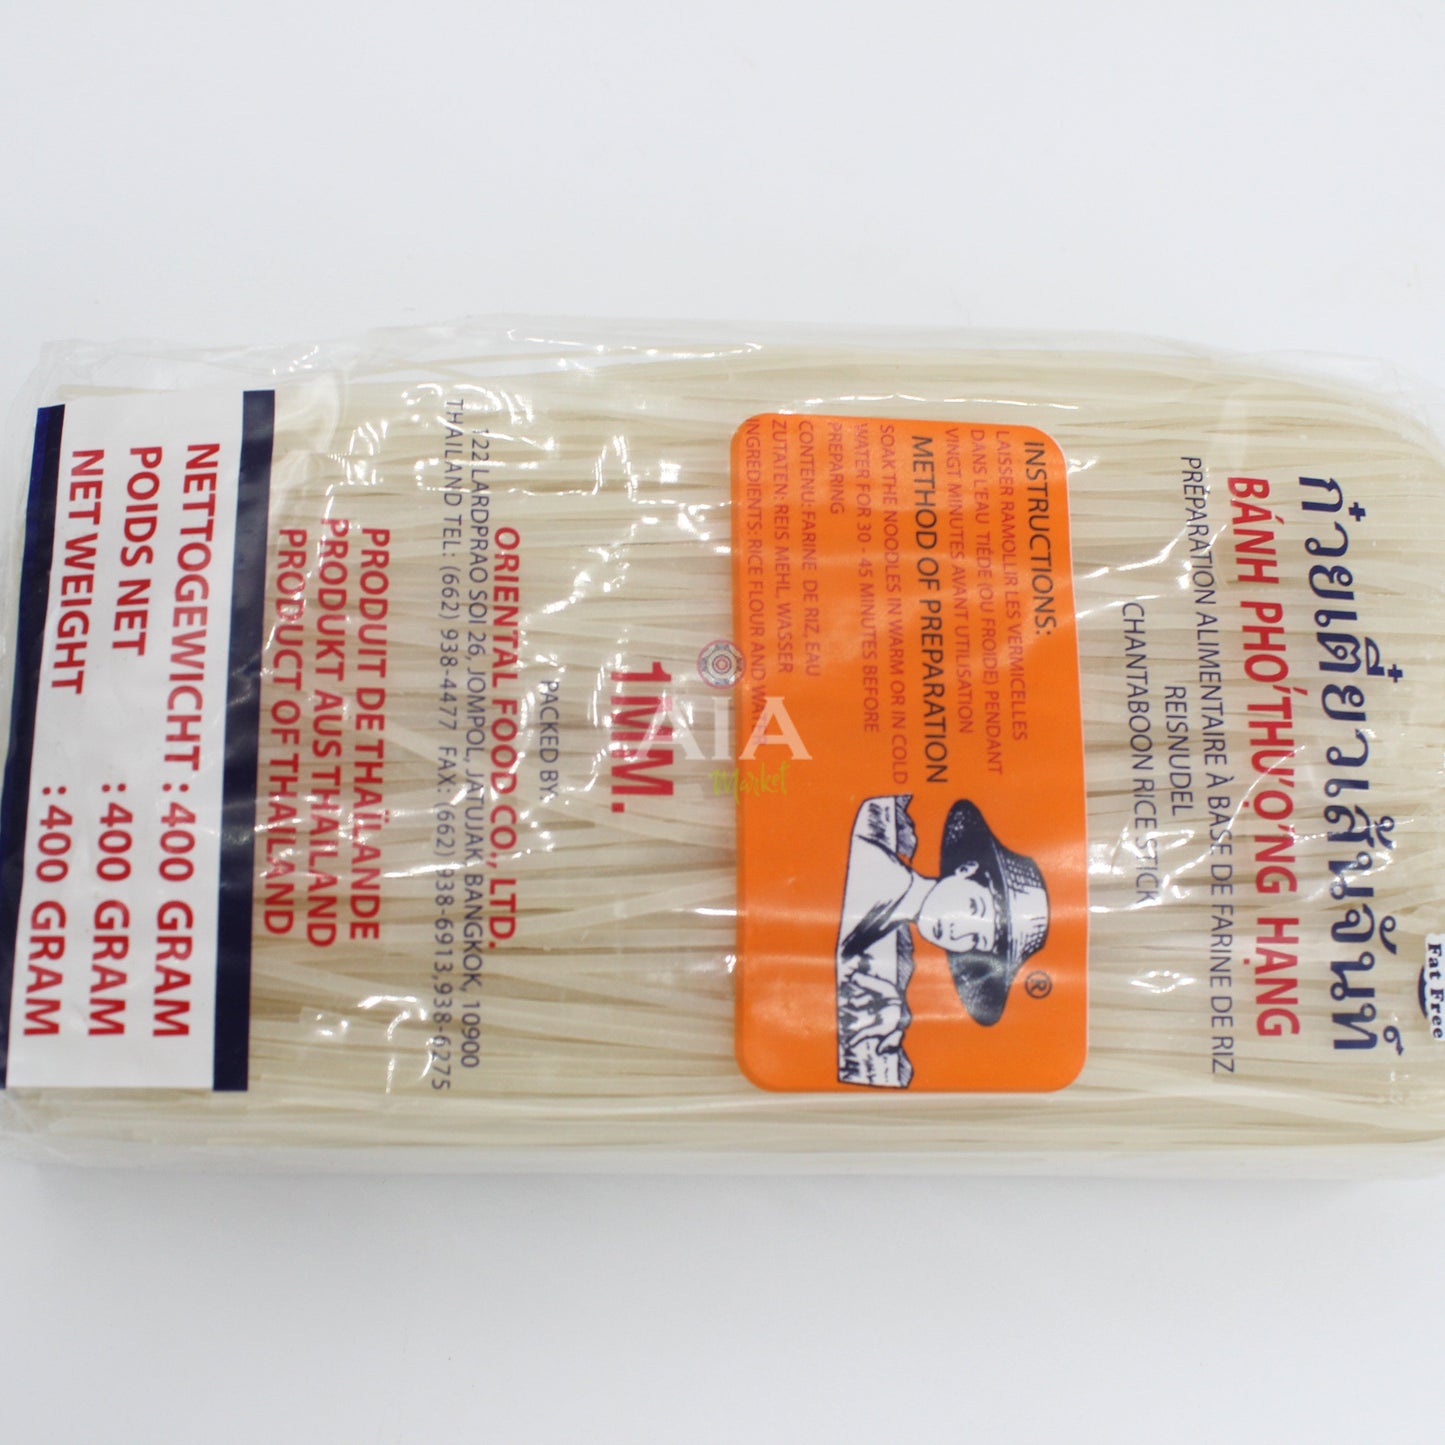 Fat Free
ก๋วยเตี๋ยวเส้นจันท์
BÁNH PHỞ THƯỢNG HẠNG
PRÉPARATION ALIMENTAIRE À BASE DE FARINE DE RIZ
REISNUDEL
CHANTABOON RICE STICK
INSTRUCTIONS:
LAISSER RAMOLLIR LES VERMICELLES
DANS L'EAU TIÉDE (OU FROIDE) PENDANT
VINGT MINUTES AVANT UTILISATION
METHOD OF PREPARATION
SOAK THE NOODLES IN WARM OR IN COLD
WATER FOR 30 - 45 MINUTES BEFORE
PREPARING
CONTENU: FARINE DE RIZ, EAU
ZUTATEN: REIS MEHL, WASSER
INGREDIENTS: RICE FLOUR AND WATER
®
AIA
Market
1M.M.
PACKED BY:
ORIENTAL FOOD CO., LTD.
122 LARDPRAO SOI 26, JOMPOL, JATUJAK BANGKOK, 10900
THAILAND TEL: (662) 938-4477 FAX: (662) 938-6913,938-6275
PRODUIT DE THAÏLANDE
PRODUKT AUS THAILAND
PRODUCT OF THAILAND
NETTOGEWICHT : 400 GRAM
POIDS NET : 400 GRAM
NET WEIGHT : 400 GRAM